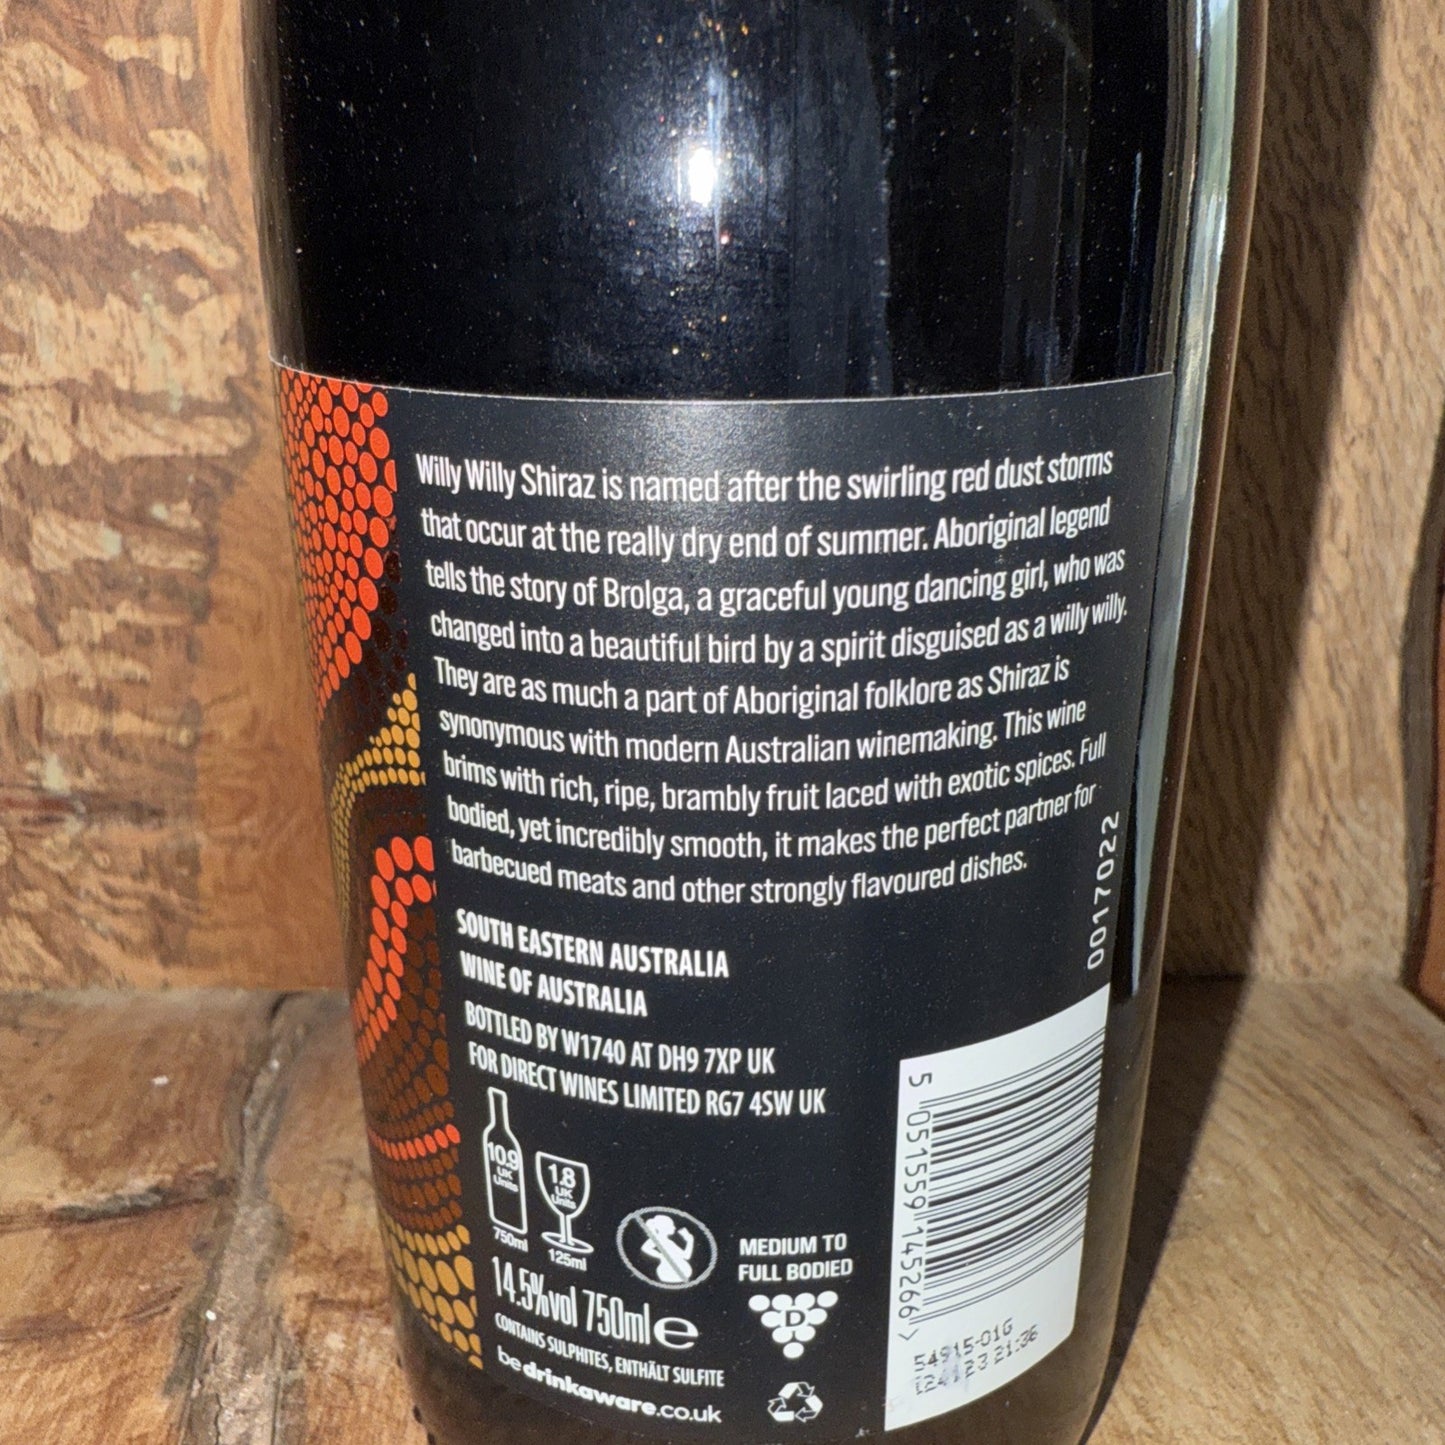 Willy Willy Shiraz is named after the swirling red dust storms
that occur at the really dry end of summer. Aboriginal legend
tells the story of Brolga, a graceful young dancing girl, who was
changed into a beautiful bird by a spirit disguised as a willy willy.
They are as much a part of Aboriginal folklore as Shiraz is
synonymous with modern Australian winemaking. This wine
brims with rich, ripe, brambly fruit laced with exotic spices. Full
bodied, yet incredibly smooth, it makes the perfect partner for
barbecued meats and other strongly flavoured dishes.
0017022
SOUTH EASTERN AUSTRALIA
WINE OF AUSTRALIA
BOTTLED BY W1740 AT DH9 7XP UK
FOR DIRECT WINES LIMITED RG7 4SW UK
10.9
UK
Units
750ml
1.8
UK
Units
125ml
MEDIUM TO
FULL BODIED
D
14.5%vol 750ml e
CONTAINS SULPHITES, ENTHÄLT SULFITE
bedrinkaware.co.uk
5 051559 745266 >
54915-01G
23 21:36